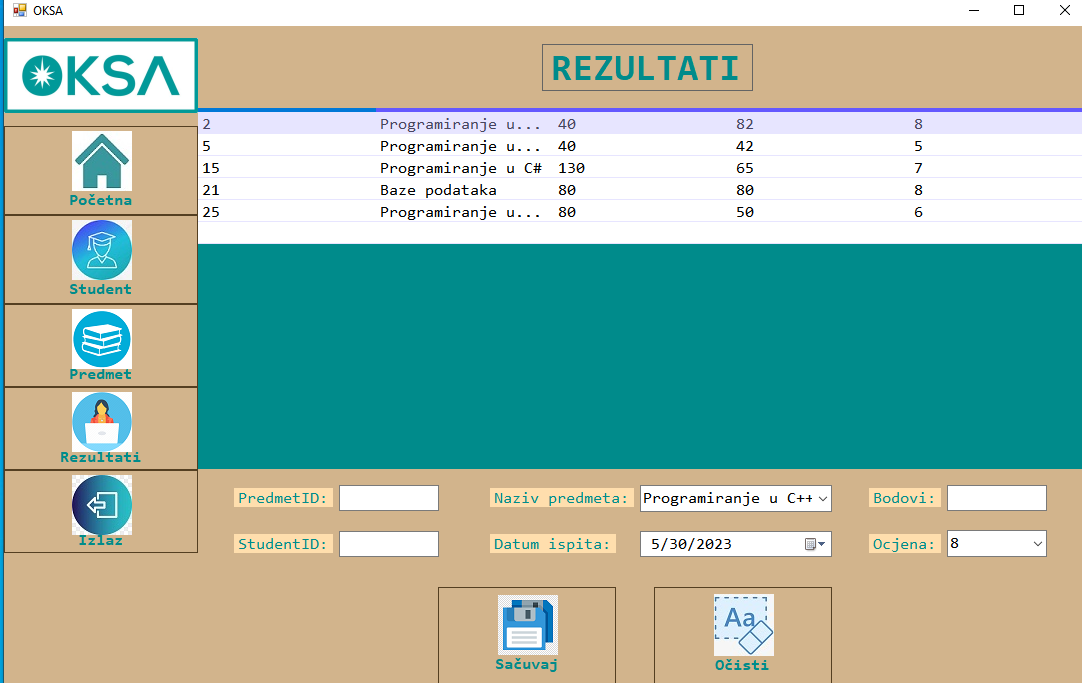 OKSA
OKSA
REZULTATI
2 Programiranje u... 40 82 8
5 Programiranje u... 40 42 5
15 Programiranje u C# 130 65 7
21 Baze podataka 80 80 8
25 Programiranje u... 80 50 6
Početna
Student
Predmet
Rezultati
Izlaz
PredmetID: Naziv predmeta: Programiranje u C++ Bodovi:
StudentID: Datum ispita: 5/30/2023 Ocjena: 8
Aa
Sačuvaj Očisti